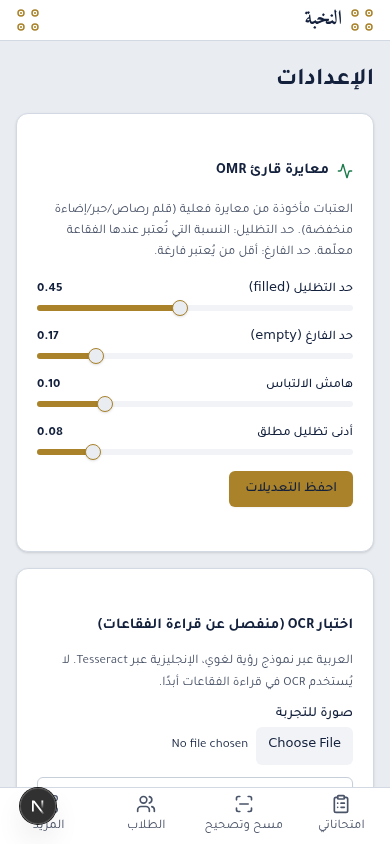 النخبة
الإعدادات
معايرة قارئ OMR
العتبات مأخوذة من معايرة فعلية (قلم رصاص/حبر/إضاءة
منخفضة). حد التظليل: النسبة التي تُعتبر عندها الفقاعة
معلّمة. حد الفارغ: أقل من يُعتبر فارغة.
حد التظليل (filled) 0.45
حد الفارغ (empty) 0.17
هامش الالتباس 0.10
أدنى تظليل مطلق 0.08
احفظ التعديلات
اختبار OCR (منفصل عن قراءة الفقاعات)
العربية عبر نموذج رؤية لغوي، الإنجليزية عبر Tesseract. لا
يُستخدم OCR في قراءة الفقاعات أبدًا.
صورة للتجربة
Choose File No file chosen
امتحاناتي مسح وتصحيح الطلاب المزيد
N